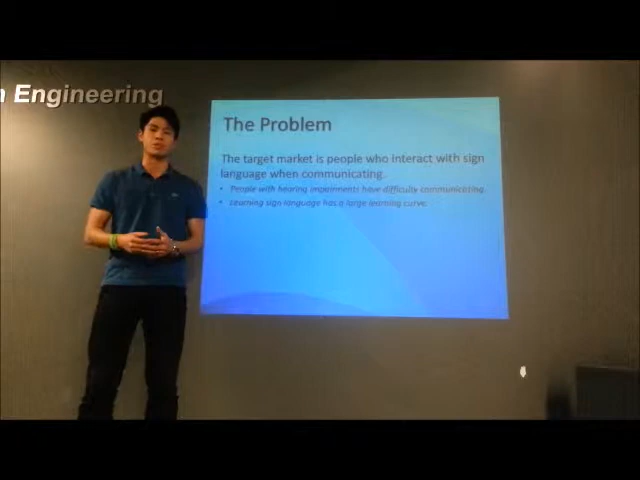 n Engineering
The Problem
The target market is people who interact with sign
language when communicating.
• People with hearing impairments have difficulty communicating.
• Learning sign language has a large learning curve.